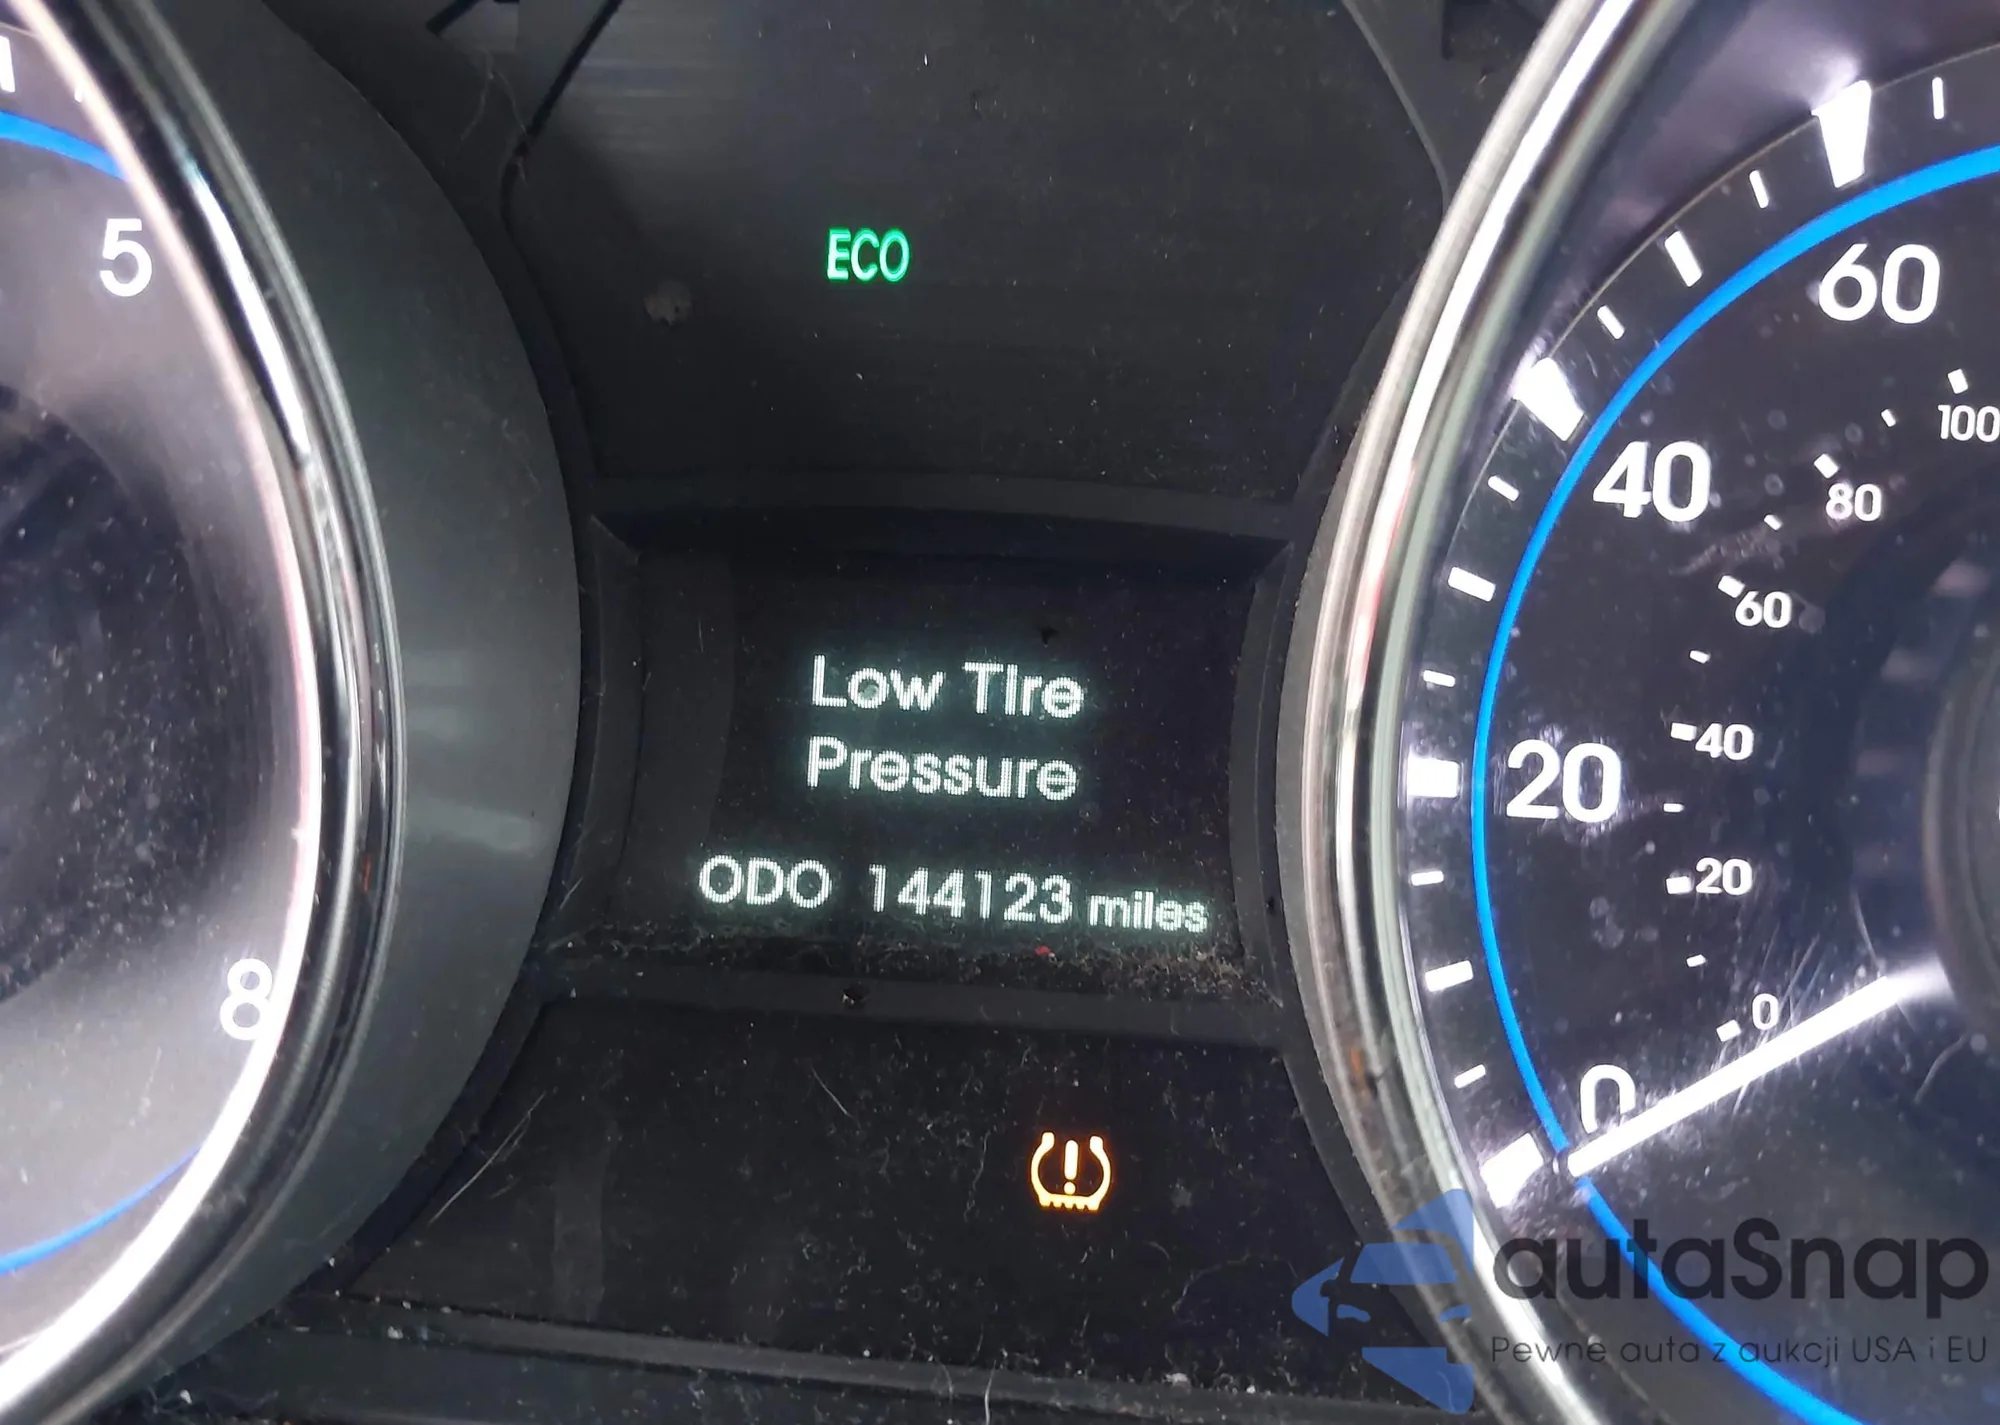 5
8
ECO
Low Tire
Pressure
ODO 144123 miles
60
100
40
80
60
20
40
20
0
0
autaSnap
Pewne auta z aukcji USA i EU